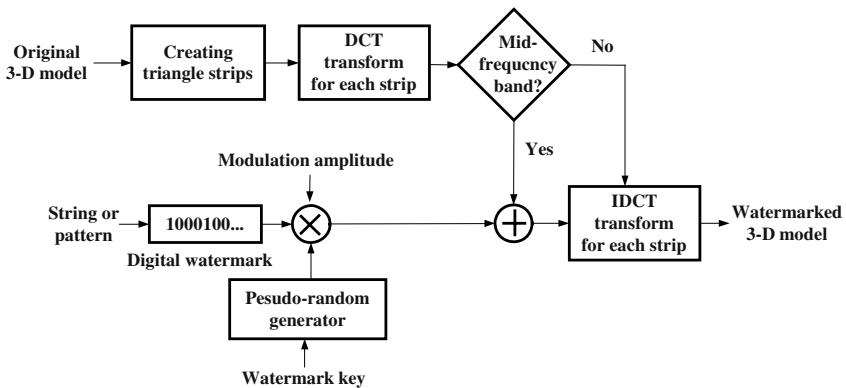 Original
3-D model
Creating
triangle strips
DCT
transform
for each strip
Mid-
frequcncy
band?
No
Yes
Modulation amplitude
String or
pattern
1000100...
Digital watermark
IDCT
transform
for each strip
Watermarked
3-D model
Pesudo-random
generator
Watermark key